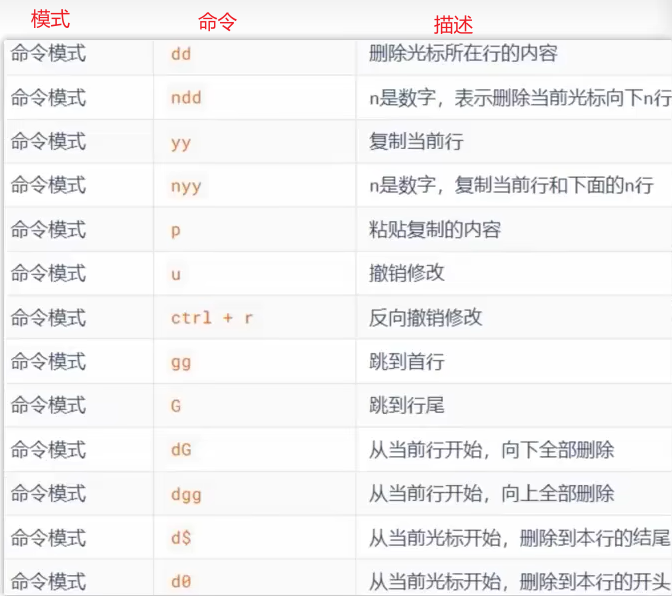 模式 命令 描述
命令模式 dd 删除光标所在行的内容
命令模式 ndd n是数字，表示删除当前光标向下n行
命令模式 yy 复制当前行
命令模式 nyy n是数字，复制当前行和下面的n行
命令模式 p 粘贴复制的内容
命令模式 u 撤销修改
命令模式 ctrl + r 反向撤销修改
命令模式 gg 跳到首行
命令模式 G 跳到行尾
命令模式 dG 从当前行开始，向下全部删除
命令模式 dgg 从当前行开始，向上全部删除
命令模式 d$ 从当前光标开始，删除到本行的结尾
命令模式 d0 从当前光标开始，删除到本行的开头